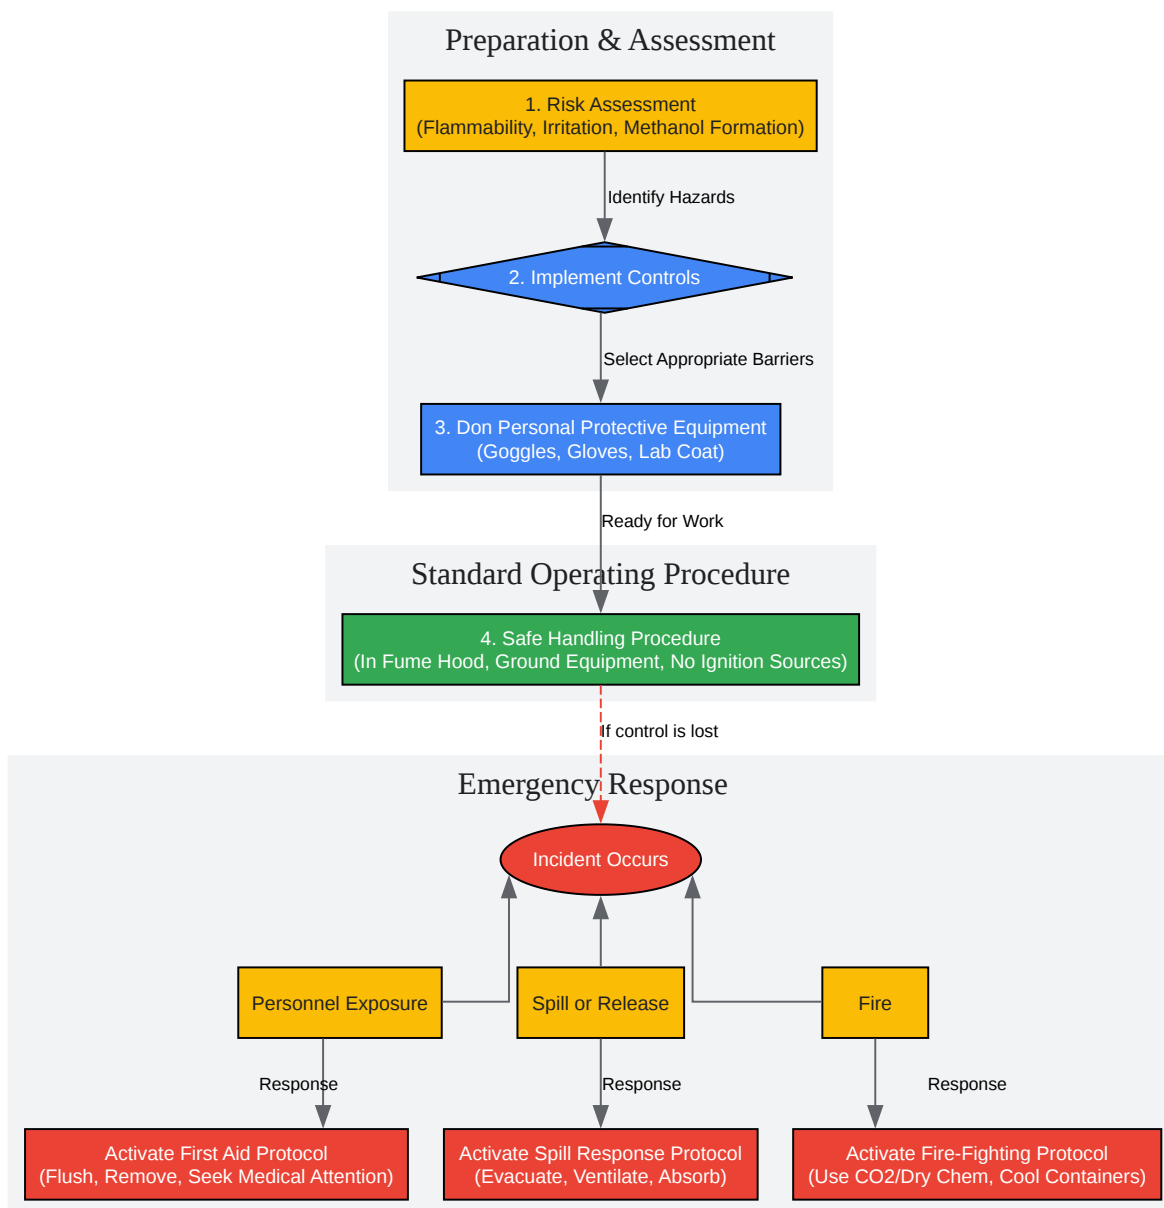 Preparation & Assessment
1. Risk Assessment
(Flammability, Irritation, Methanol Formation)
Identify Hazards
2. Implement Controls
Select Appropriate Barriers
3. Don Personal Protective Equipment
(Goggles, Gloves, Lab Coat)
Ready for Work
Standard Operating Procedure
4. Safe Handling Procedure
(In Fume Hood, Ground Equipment, No Ignition Sources)
If control is lost
Emergency Response
Incident Occurs
Personnel Exposure
Spill or Release
Fire
Response
Response
Response
Activate First Aid Protocol
(Flush, Remove, Seek Medical Attention)
Activate Spill Response Protocol
(Evacuate, Ventilate, Absorb)
Activate Fire-Fighting Protocol
(Use CO2/Dry Chem, Cool Containers)